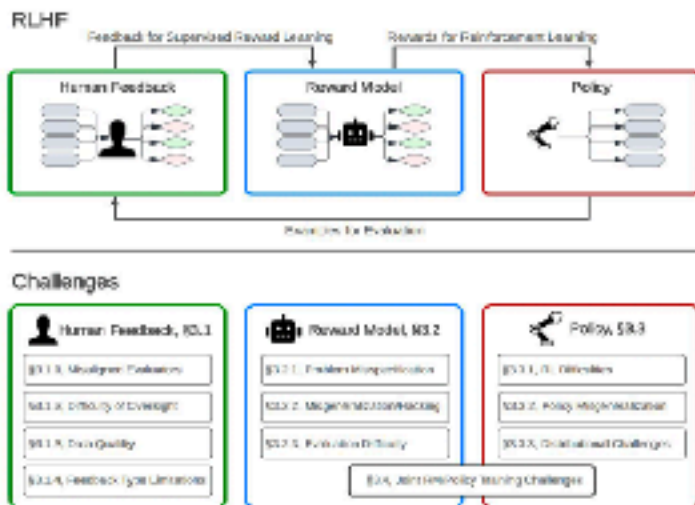 RLHF
Feedback for Supervised Reward Learning
Rewards for Reinforcement Learning
Human Feedback
Reward Model
Policy
Examples for Evaluation
Challenges
Human Feedback, §3.1
Reward Model, §3.2
Policy, §3.3
§3.1.1, Misaligned Evaluators
§3.1.2, Difficulty of Oversight
§3.1.3, Data Quality
§3.1.4, Feedback Type Limitations
§3.2.1, Problem Misspecification
§3.2.2, Misgeneralization/Hacking
§3.2.3, Evaluation Difficulty
§3.3.1, RL Difficulties
§3.3.2, Policy Misgeneralization
§3.3.3, Distributional Challenges
§3.4, Joint RM/Policy Training Challenges